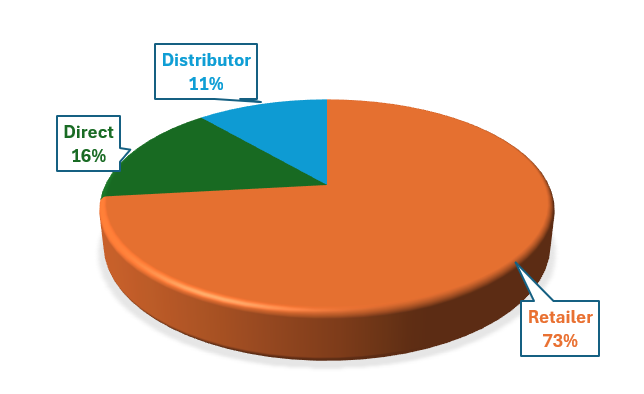 Distributor
11%
Direct
16%
Retailer
73%